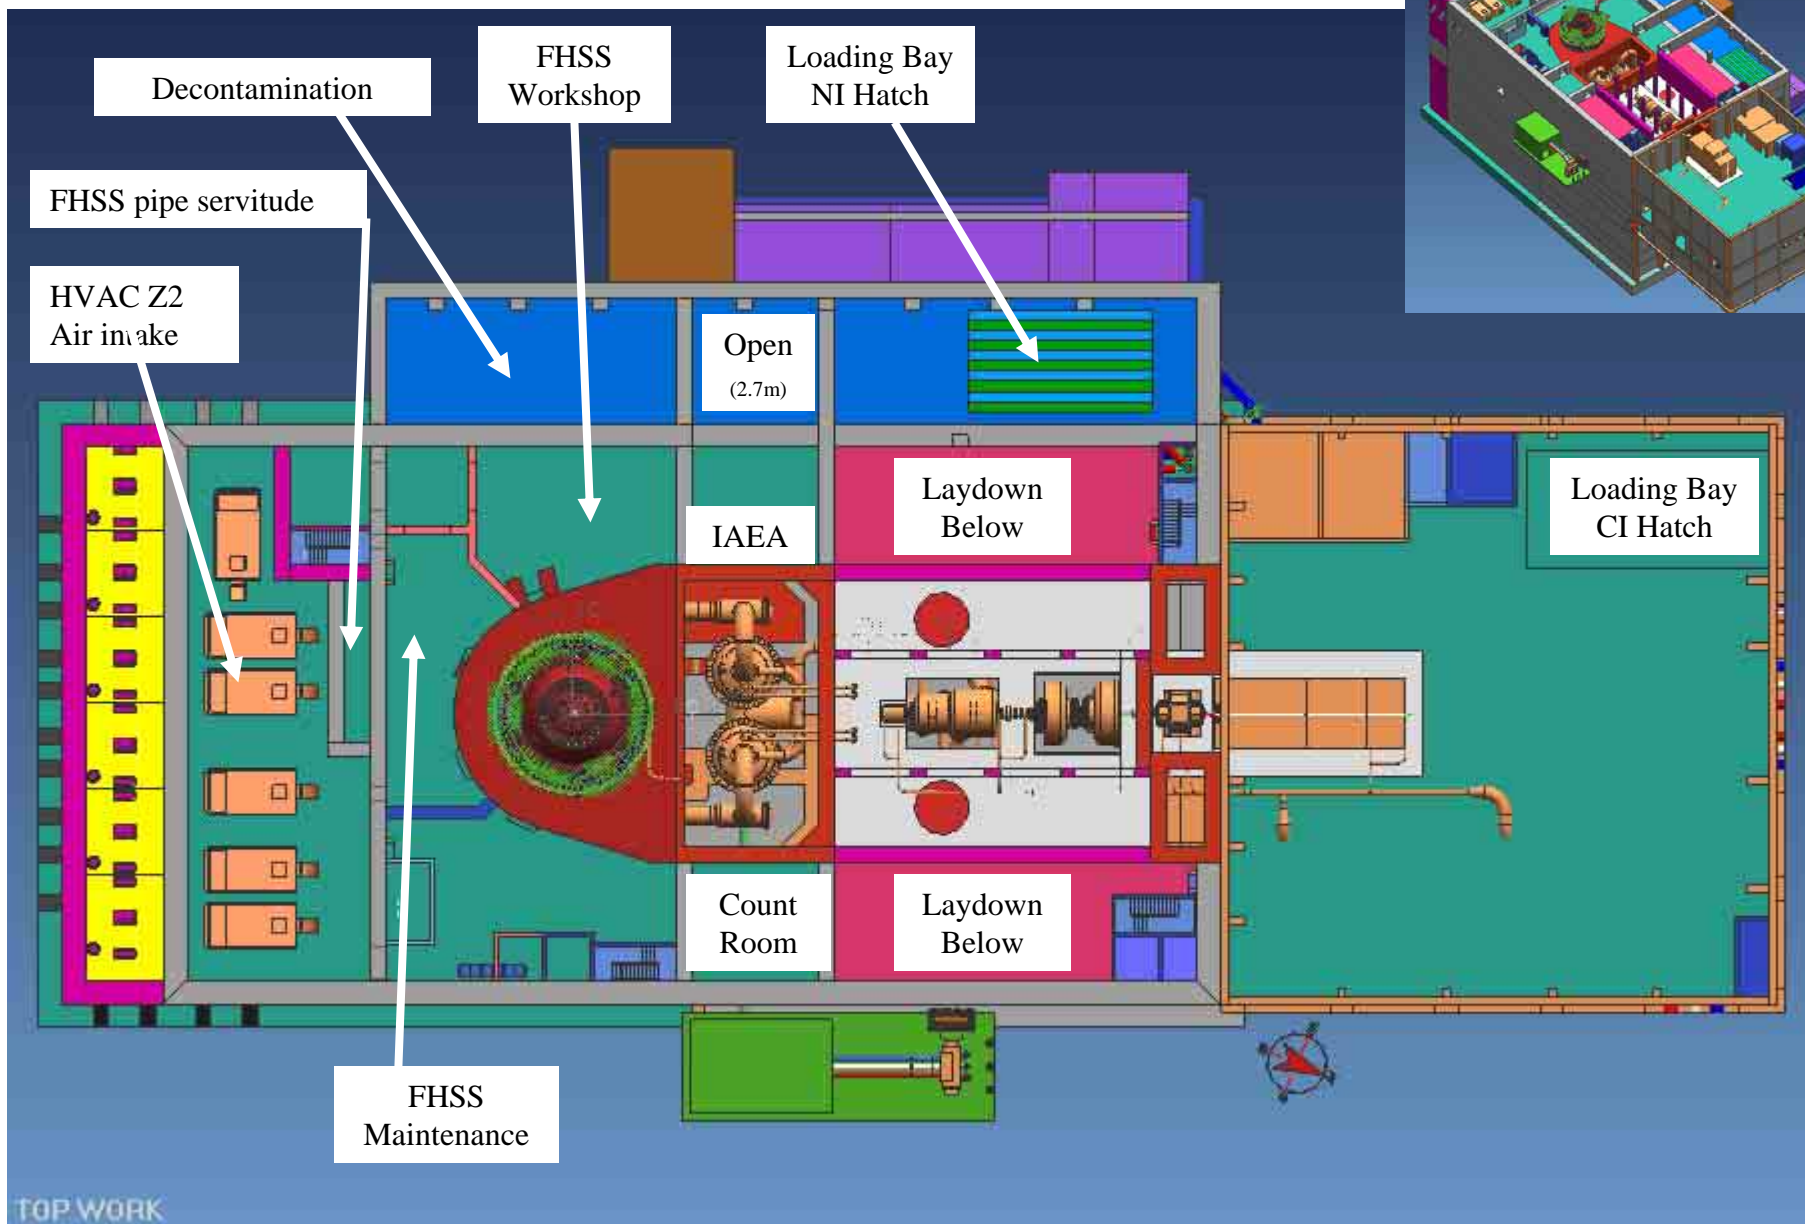 FHSS
Workshop
Loading Bay
NI Hatch
Decontamination
FHSS pipe servitude
HVAC Z2
Air intake
Open
(2.7m)
IAEA
Laydown
Below
Loading Bay
CI Hatch
Count
Room
Laydown
Below
FHSS
Maintenance
TOP WORK